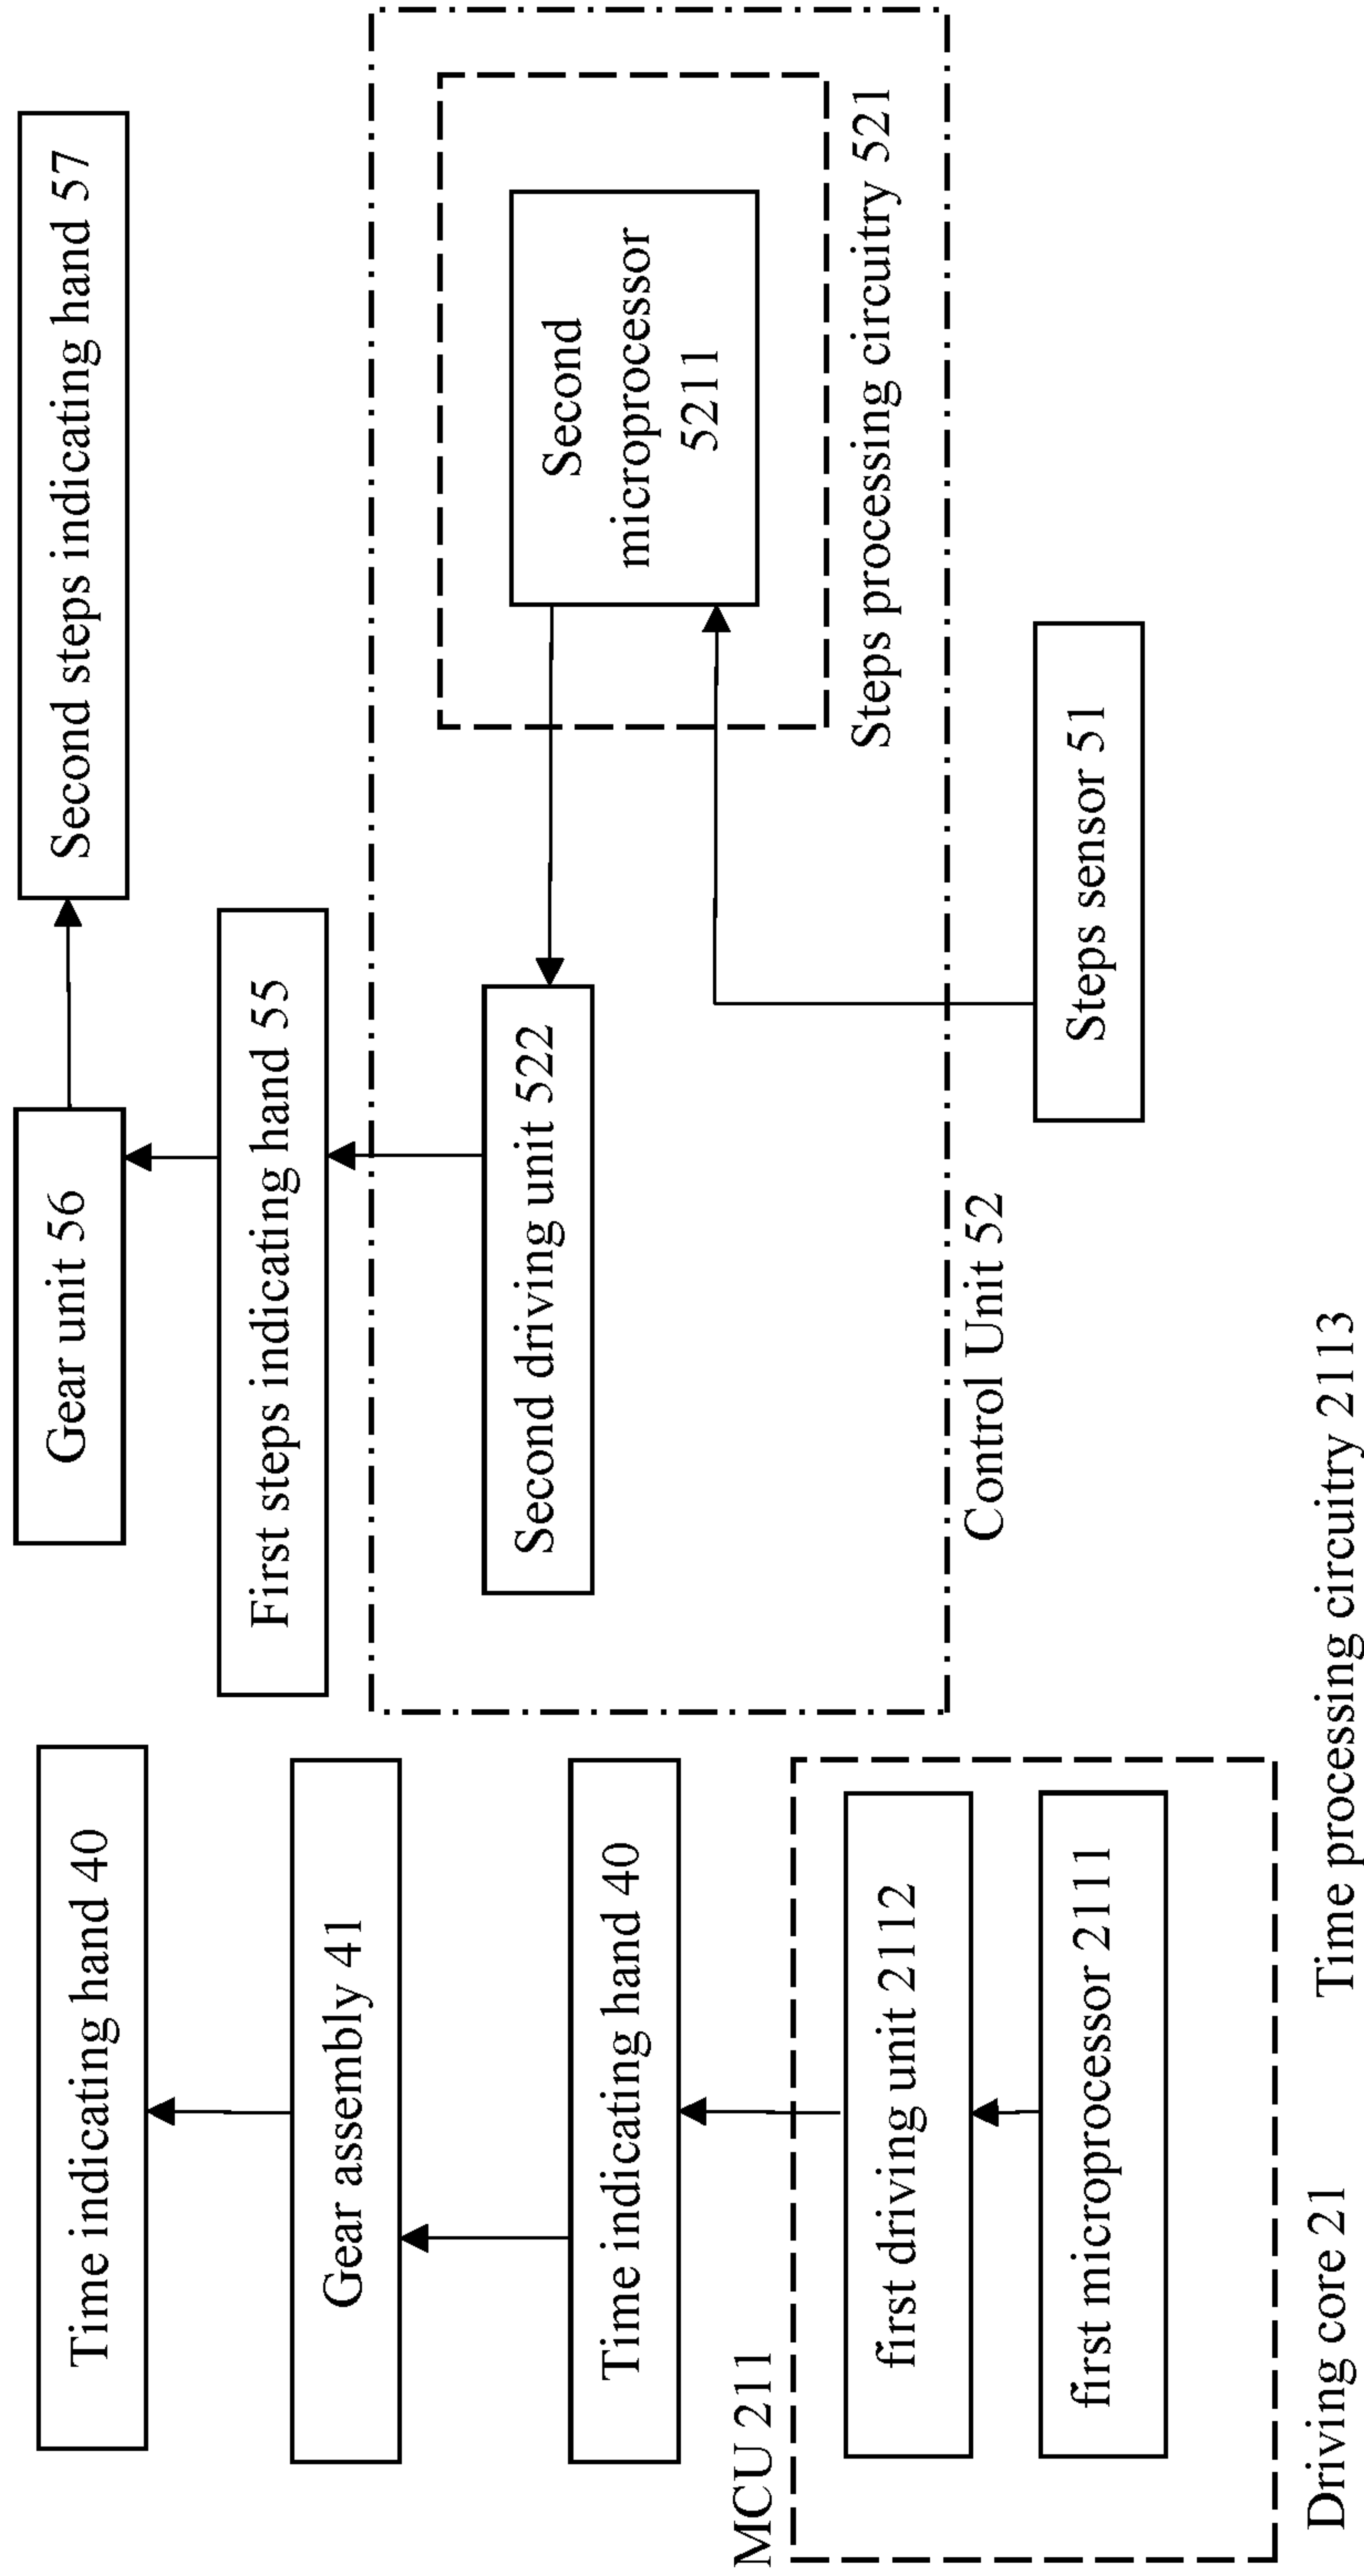 Time indicating hand 40
Gear assembly 41
Time indicating hand 40
MCU 211
first driving unit 2112
first microprocessor 2111
Driving core 21
Time processing circuitry 2113
Gear unit 56
Second steps indicating hand 57
First steps indicating hand 55
Second driving unit 522
Second
microprocessor
5211
Steps processing circuitry 521
Control Unit 52
Steps sensor 51